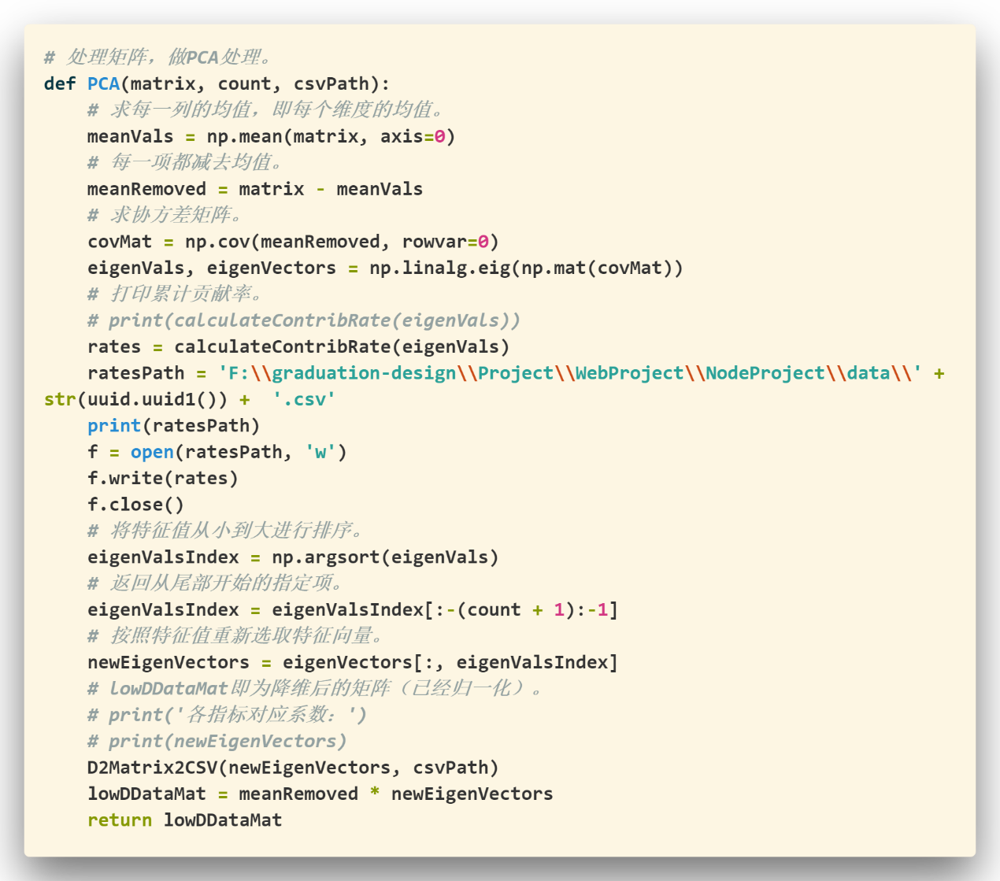 # 处理矩阵，做PCA处理。
def PCA(matrix, count, csvPath):
    # 求每一列的均值，即每个维度的均值。
    meanVals = np.mean(matrix, axis=0)
    # 每一项都减去均值。
    meanRemoved = matrix - meanVals
    # 求协方差矩阵。
    covMat = np.cov(meanRemoved, rowvar=0)
    eigenVals, eigenVectors = np.linalg.eig(np.mat(covMat))
    # 打印累计贡献率。
    # print(calculateContribRate(eigenVals))
    rates = calculateContribRate(eigenVals)
    ratesPath = 'F:\\graduation-design\\Project\\WebProject\\NodeProject\\data\\' +
str(uuid.uuid1()) +  '.csv'
    print(ratesPath)
    f = open(ratesPath, 'w')
    f.write(rates)
    f.close()
    # 将特征值从小到大进行排序。
    eigenValsIndex = np.argsort(eigenVals)
    # 返回从尾部开始的指定项。
    eigenValsIndex = eigenValsIndex[:-(count + 1):-1]
    # 按照特征值重新选取特征向量。
    newEigenVectors = eigenVectors[:, eigenValsIndex]
    # lowDDataMat即为降维后的矩阵（已经归一化）。
    # print('各指标对应系数：')
    # print(newEigenVectors)
    D2Matrix2CSV(newEigenVectors, csvPath)
    lowDDataMat = meanRemoved * newEigenVectors
    return lowDDataMat